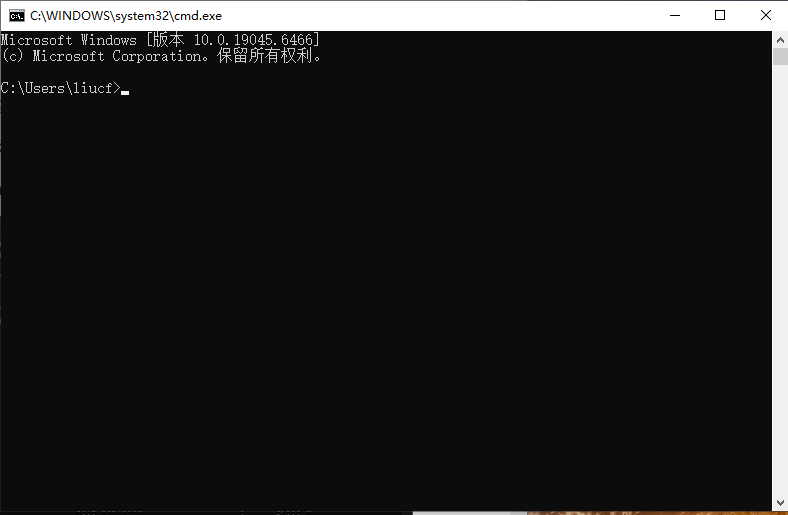 C:\WINDOWS\system32\cmd.exe
Microsoft Windows [版本 10.0.19045.6466]
(c) Microsoft Corporation。保留所有权利。
C:\Users\liucf>